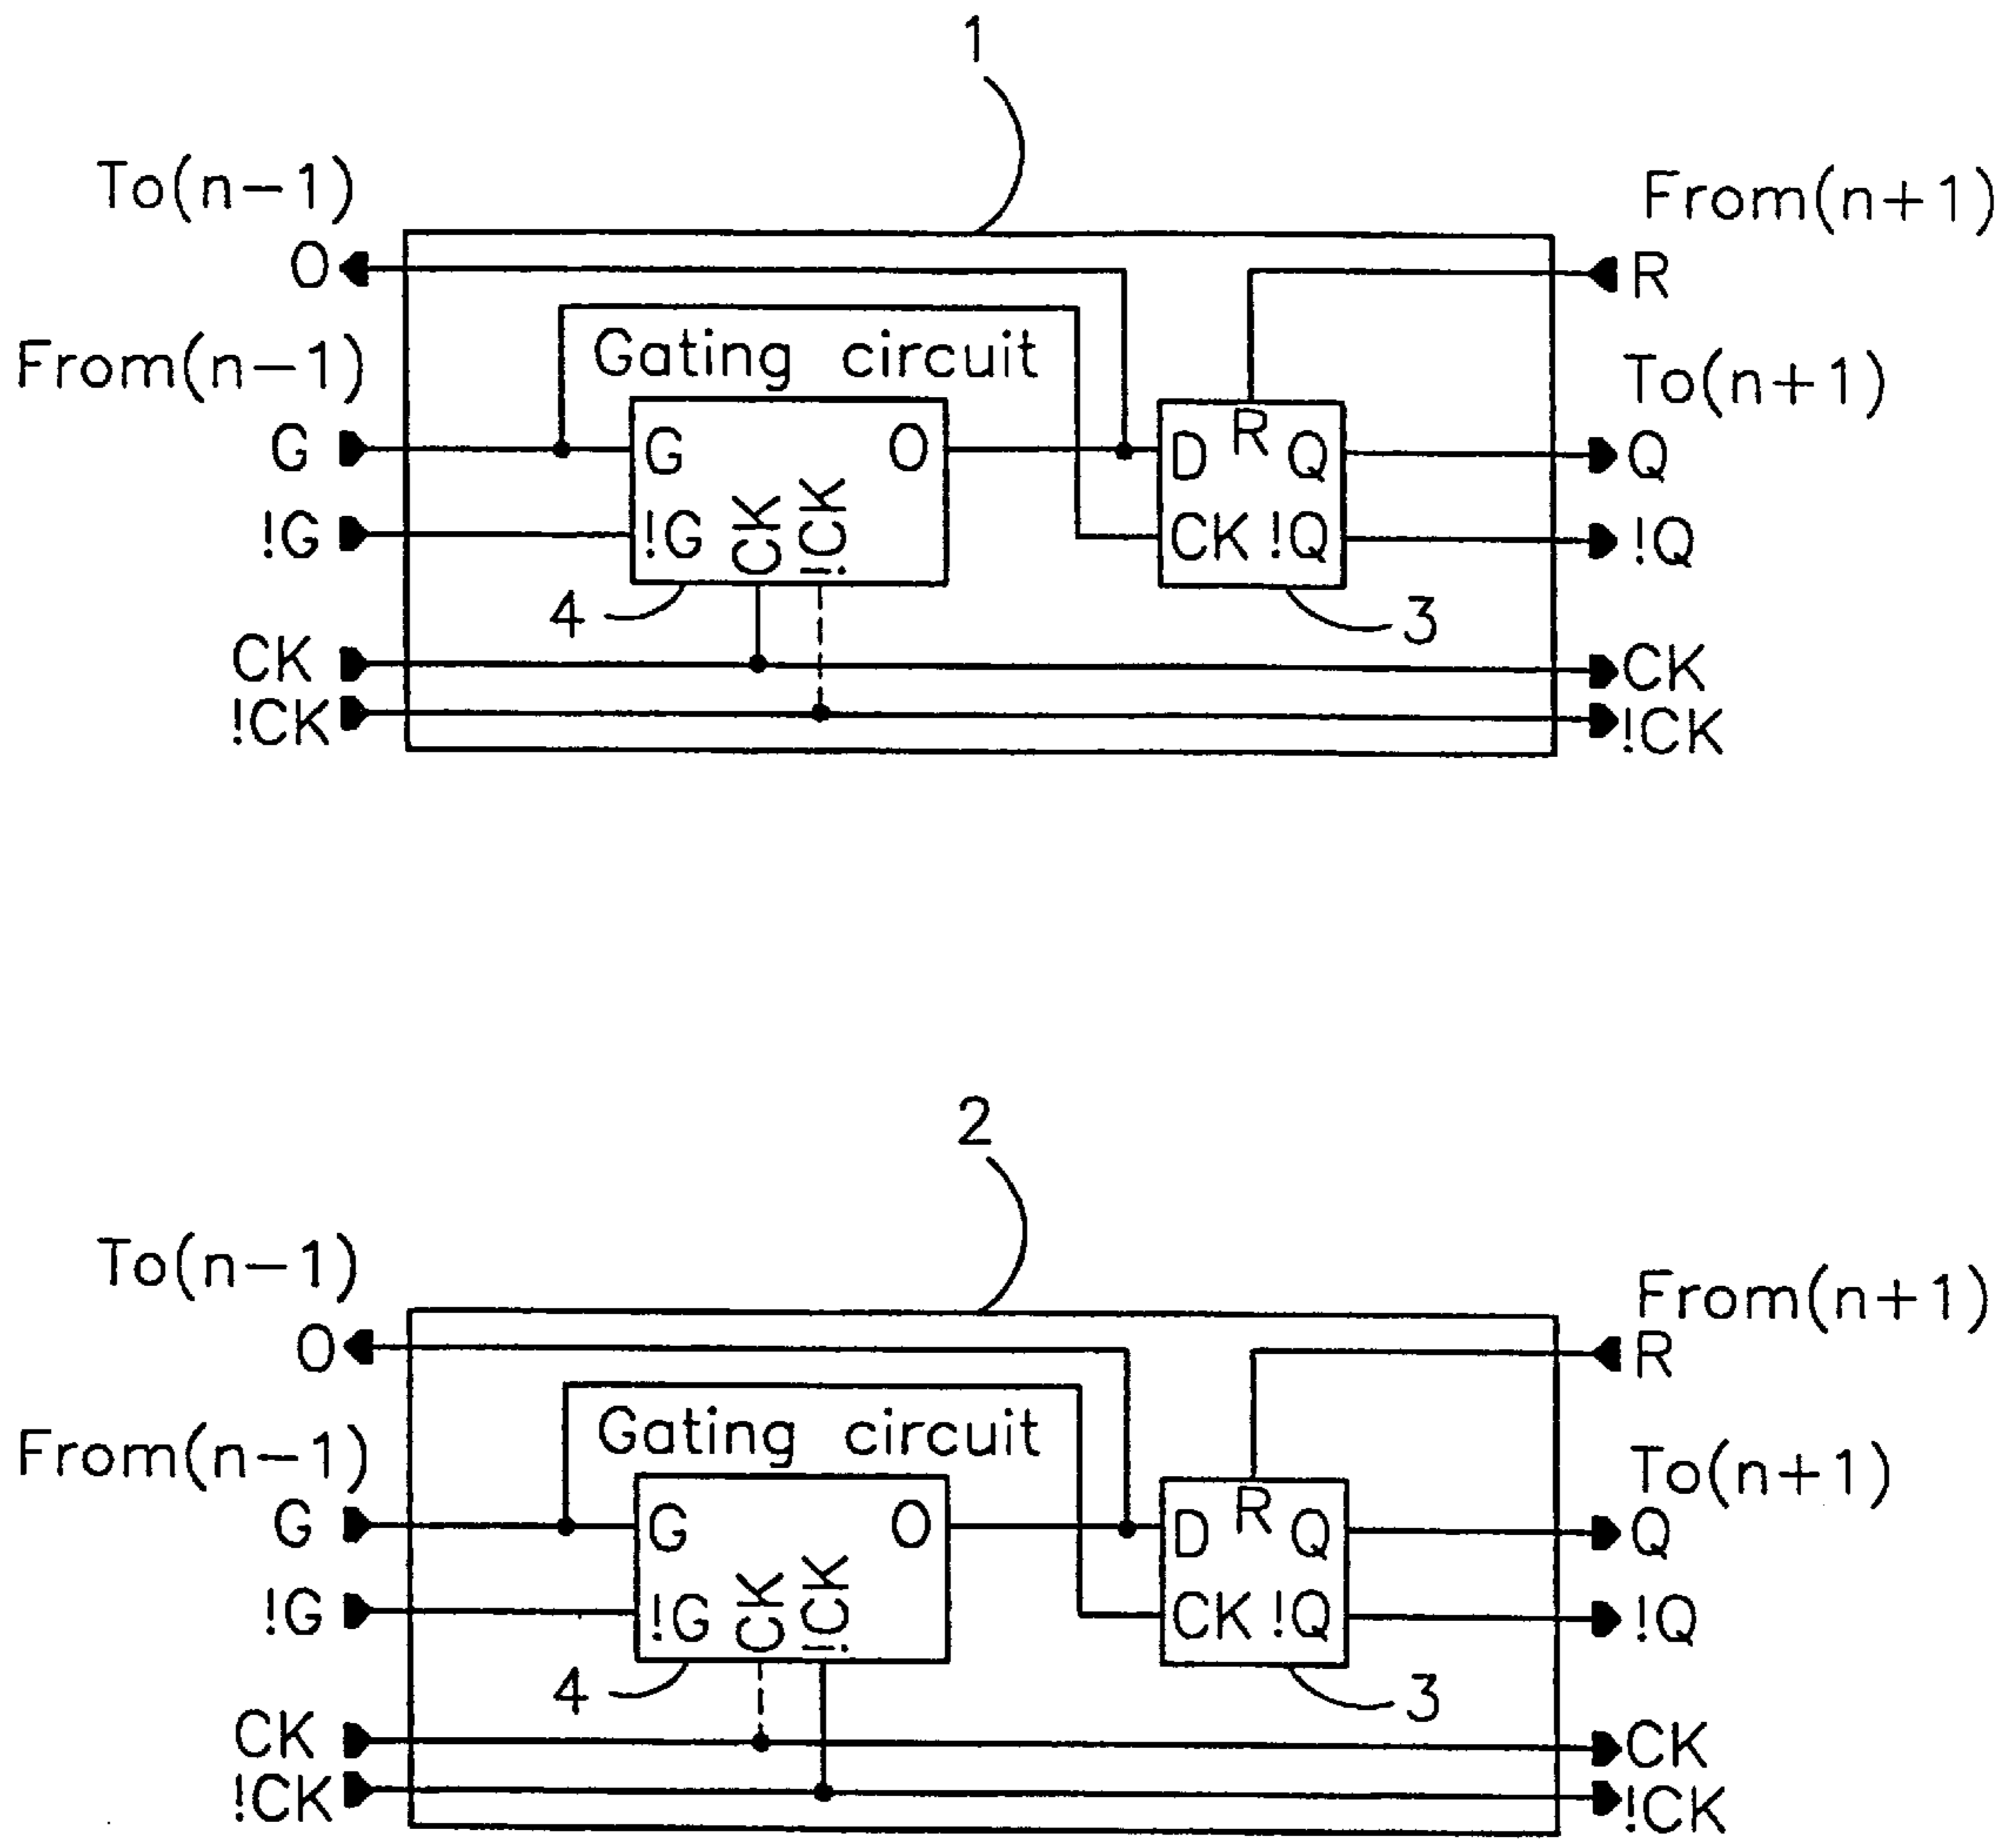 1
To(n-1)
From(n+1)
O
R
From(n-1)
Gating circuit
To(n+1)
G
G
O
D
R
Q
Q
!G
!G
CK
!CK
CK
!Q
!Q
4
3
CK
CK
!CK
!CK
2
To(n-1)
From(n+1)
O
R
From(n-1)
Gating circuit
To(n+1)
G
G
O
D
R
Q
Q
!G
!G
CK
!CK
CK
!Q
!Q
4
3
CK
CK
!CK
!CK